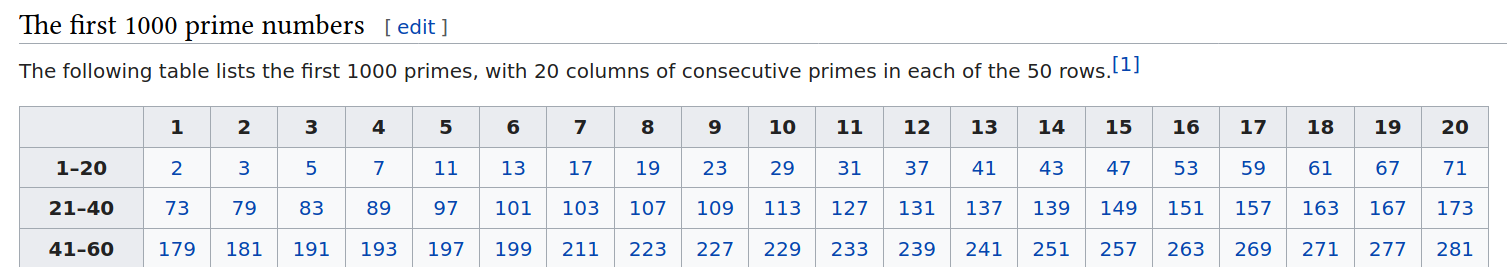 The first 1000 prime numbers [ edit ]
The following table lists the first 1000 primes, with 20 columns of consecutive primes in each of the 50 rows.[1]
1 2 3 4 5 6 7 8 9 10 11 12 13 14 15 16 17 18 19 20
1–20 2 3 5 7 11 13 17 19 23 29 31 37 41 43 47 53 59 61 67 71
21–40 73 79 83 89 97 101 103 107 109 113 127 131 137 139 149 151 157 163 167 173
41–60 179 181 191 193 197 199 211 223 227 229 233 239 241 251 257 263 269 271 277 281